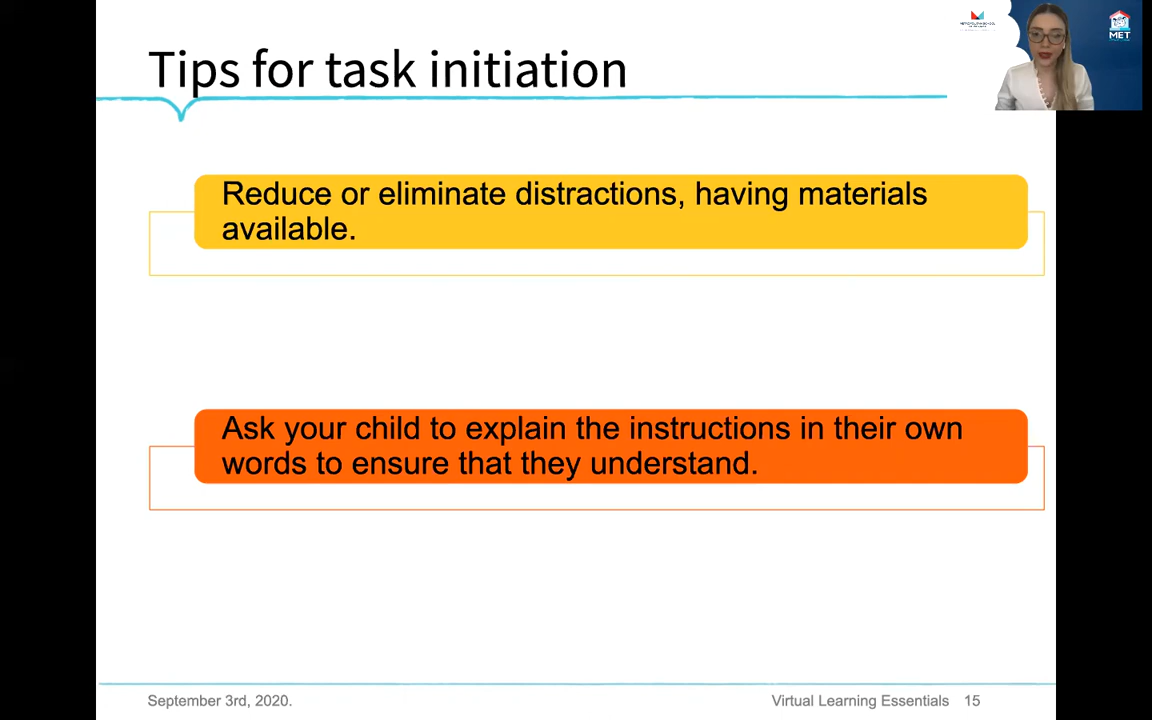 Tips for task initiation
MET
Reduce or eliminate distractions, having materials
available.
Ask your child to explain the instructions in their own
words to ensure that they understand.
September 3rd, 2020.
Virtual Learning Essentials 15